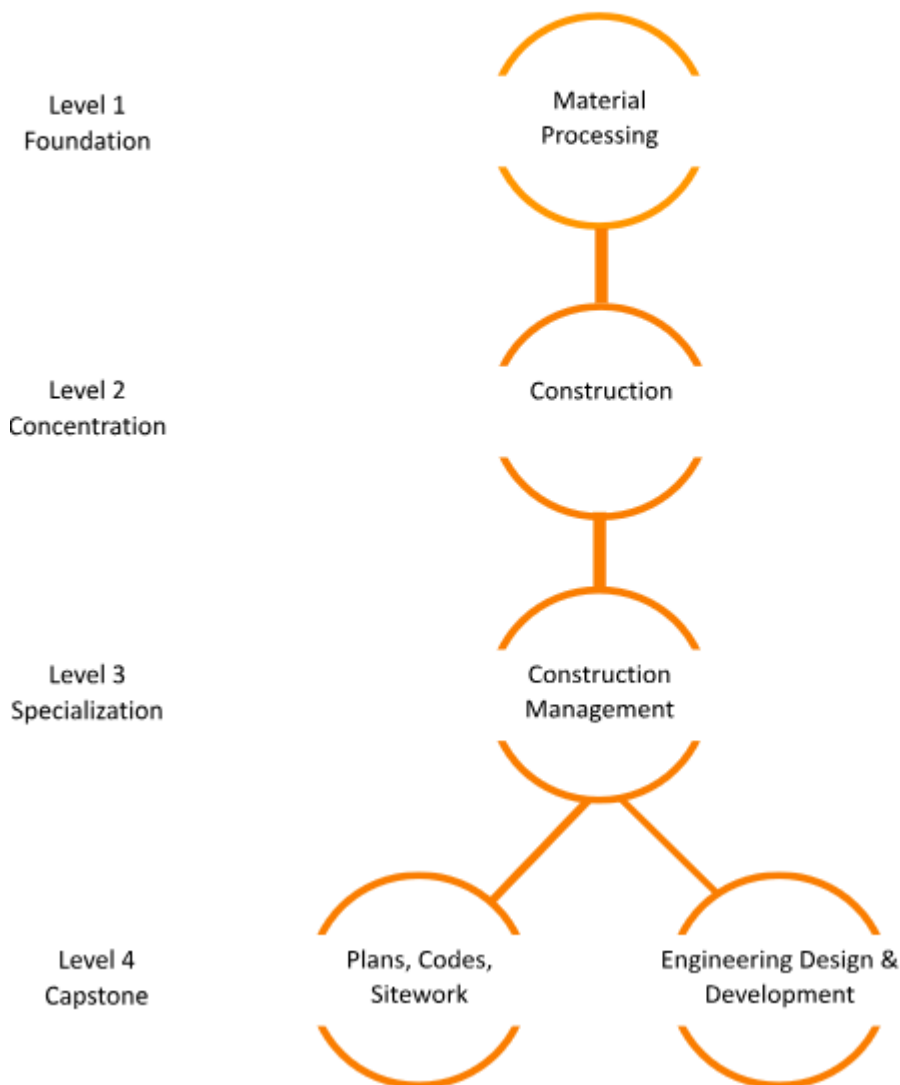 Level 1
Foundation
Material
Processing
Level 2
Concentration
Construction
Level 3
Specialization
Construction
Management
Level 4
Capstone
Plans, Codes,
Sitework
Engineering Design &
Development